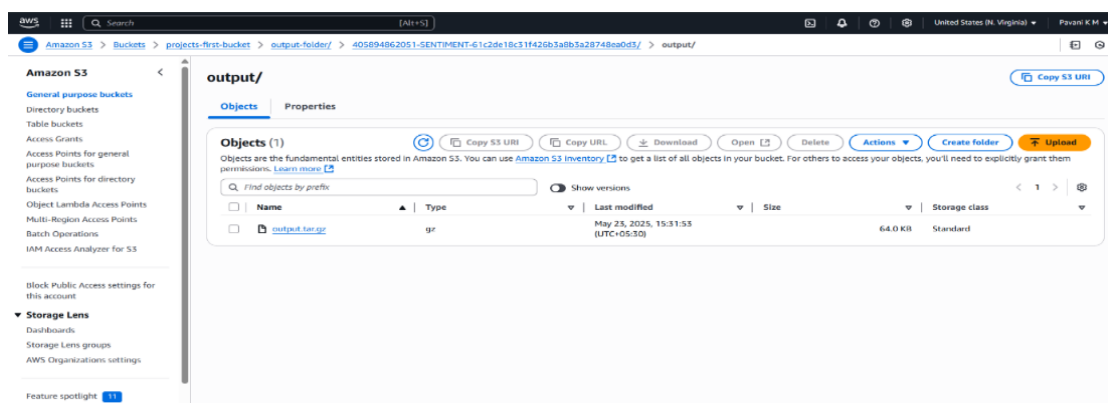 aws Search [Alt+S] United States (N. Virginia) Pavani K M
Amazon S3 > Buckets > projects-first-bucket > output-folder/ > 405894862051-SENTIMENT-61c2de18c31f426b3a8b3a28748ea0d3/ > output/
Amazon S3
General purpose buckets
Directory buckets
Table buckets
Access Grants
Access Points for general
purpose buckets
Access Points for directory
buckets
Object Lambda Access Points
Multi-Region Access Points
Batch Operations
IAM Access Analyzer for S3
Block Public Access settings for
this account
Storage Lens
Dashboards
Storage Lens groups
AWS Organizations settings
Feature spotlight 11
output/
Copy S3 URI
Objects Properties
Objects (1) Copy S3 URI Copy URL Download Open Delete Actions Create folder Upload
Objects are the fundamental entities stored in Amazon S3. You can use Amazon S3 inventory to get a list of all objects in your bucket. For others to access your objects, you'll need to explicitly grant them
permissions. Learn more
Find objects by prefix Show versions < 1 >
Name Type Last modified Size Storage class
output.tar.gz gz May 23, 2025, 15:31:53 64.0 KB Standard
(UTC+05:30)